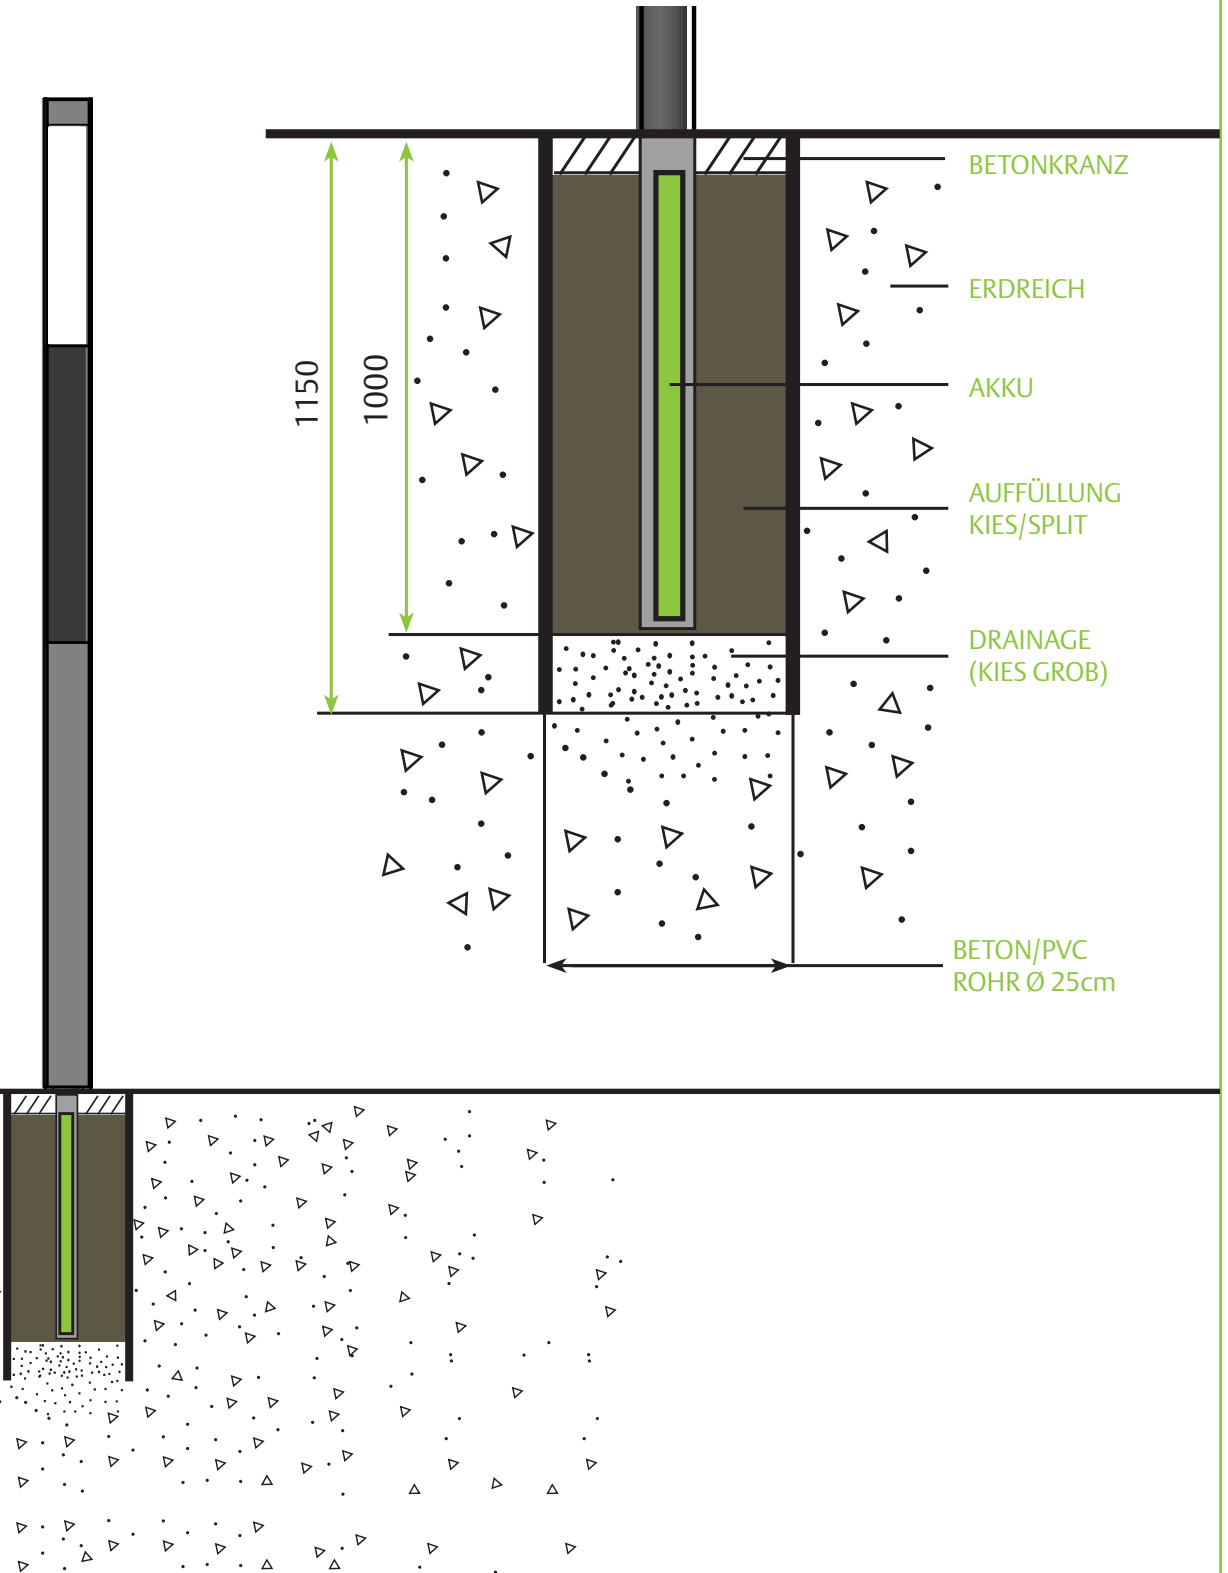 BETONKRANZ
ERDREICH
1150
1000
AKKU
AUFFÜLLUNG
KIES/SPLIT
DRAINAGE
(KIES GROB)
BETON/PVC
ROHR Ø 25cm